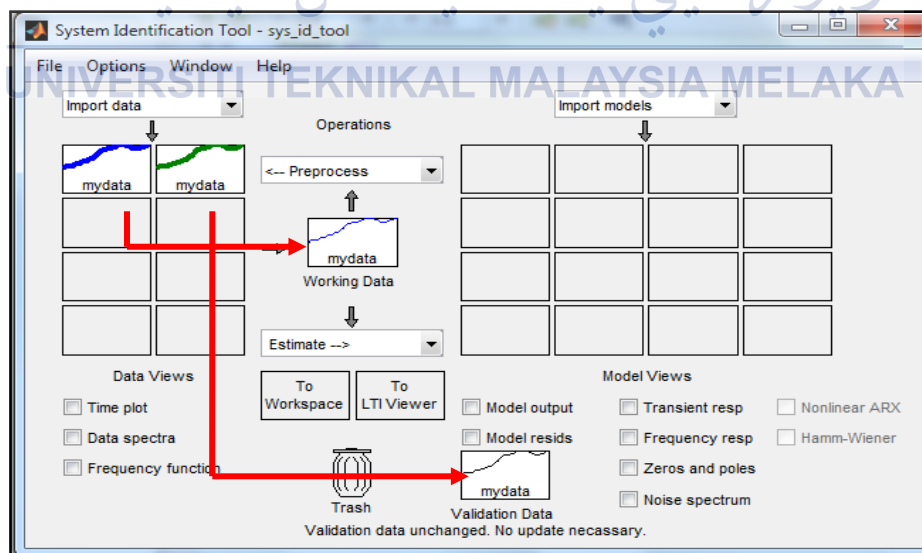 System Identification Tool - sys_id_tool
File Options Window Help
UNIVERSITI TEKNIKAL MALAYSIA MELAKA
Import data
Import models
Operations
mydata
mydata
<-- Preprocess
mydata
Working Data
Estimate -->
Data Views
To Workspace
To LTI Viewer
Model Views
Time plot
Data spectra
Frequency function
Model output
Model resids
Transient resp
Frequency resp
Zeros and poles
Noise spectrum
Nonlinear ARX
Hamm-Wiener
Trash
mydata
Validation Data
Validation data unchanged. No update necassary.